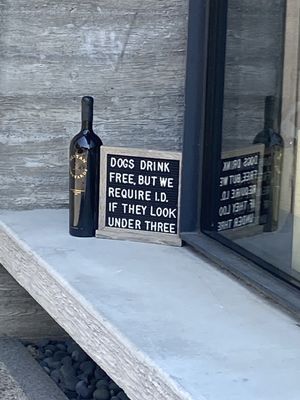 DOGS DRINK
FREE, BUT WE
REQUIRE I.D.
IF THEY LOOK
UNDER THREE